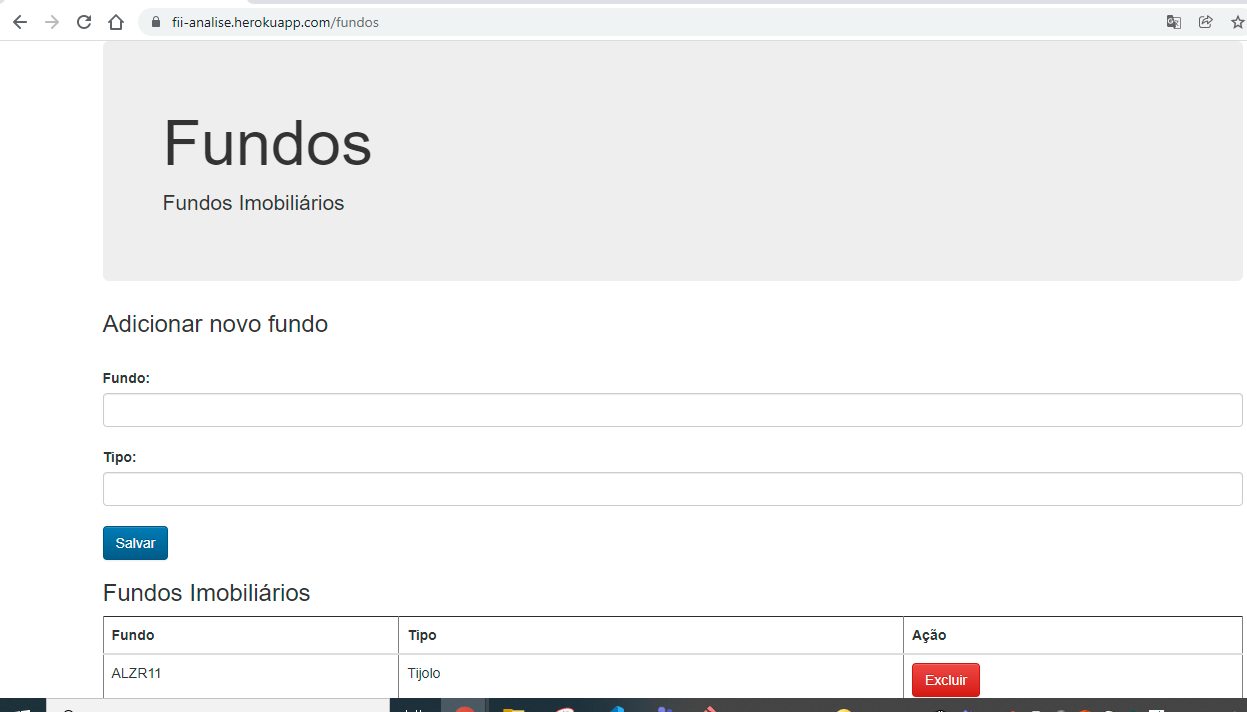 fii-analise.herokuapp.com/fundos
Fundos
Fundos Imobiliários
Adicionar novo fundo
Fundo:
Tipo:
Salvar
Fundos Imobiliários
Fundo Tipo Ação
ALZR11 Tijolo Excluir